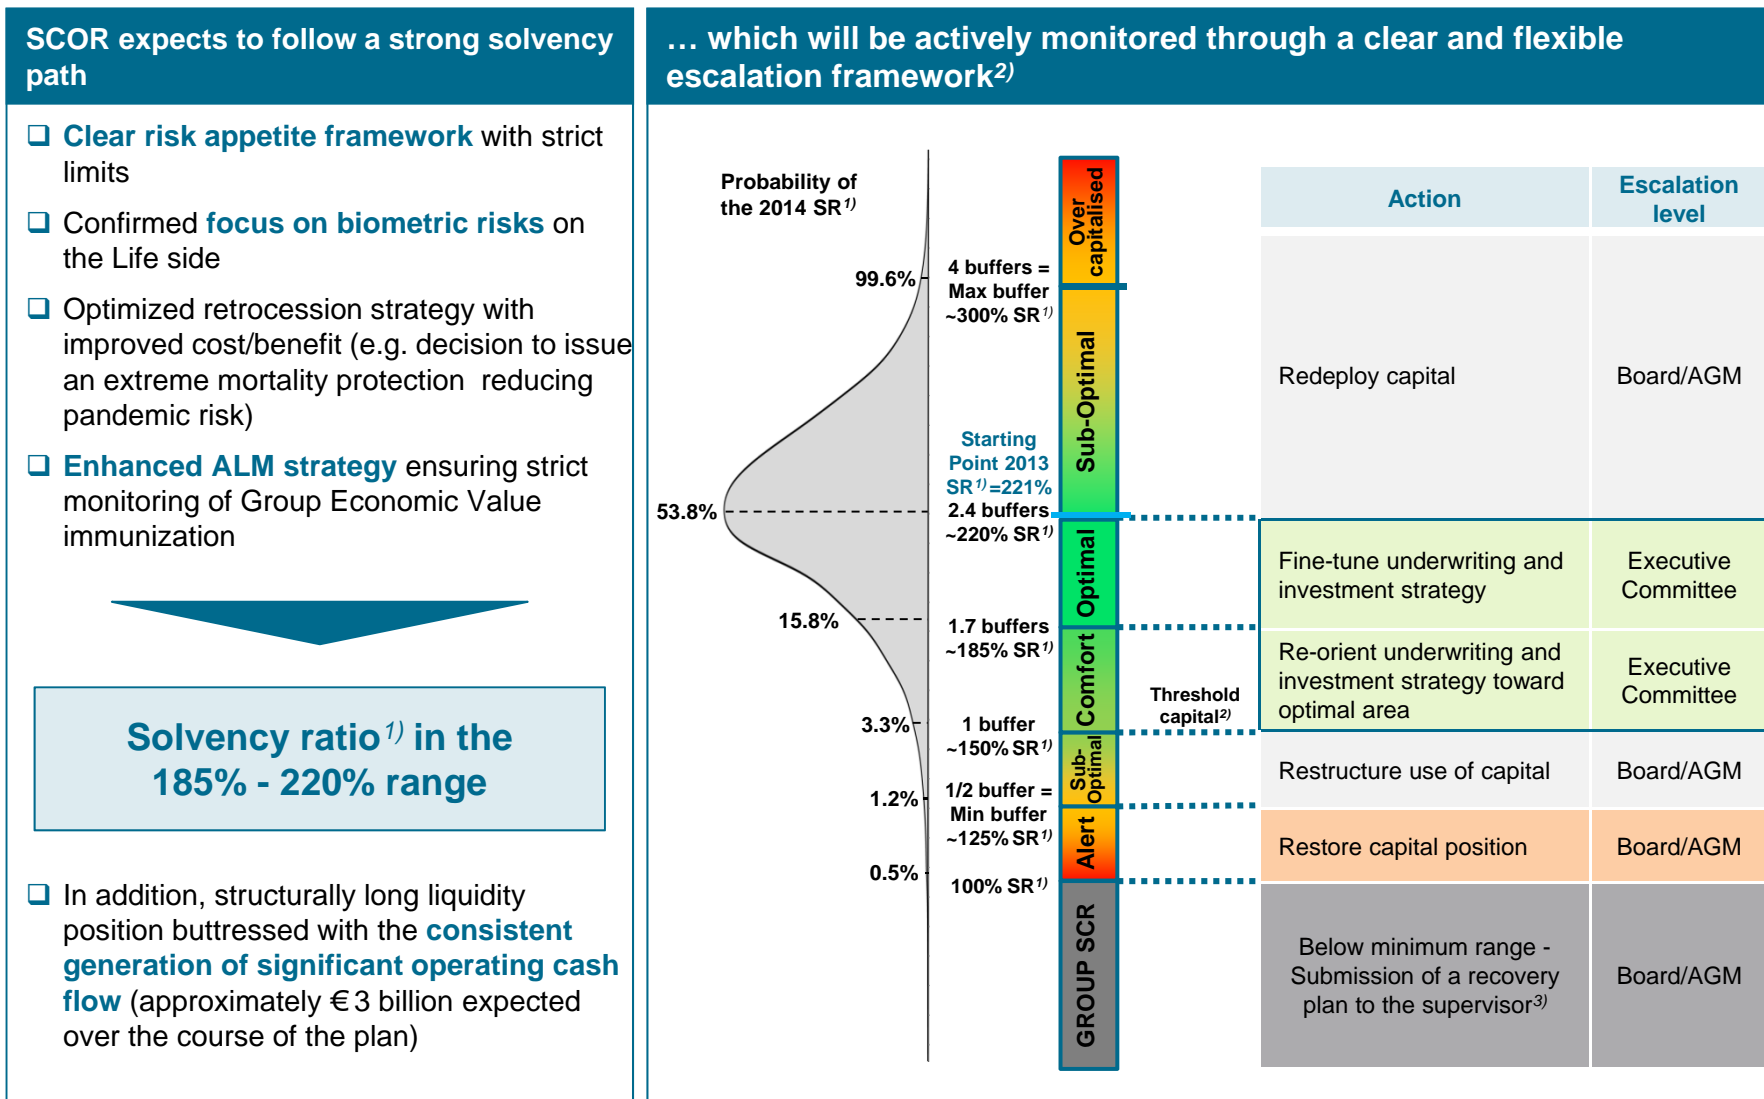 SCOR expects to follow a strong solvency
path
❑ Clear risk appetite framework with strict
limits
❑ Confirmed focus on biometric risks on
the Life side
❑ Optimized retrocession strategy with
improved cost/benefit (e.g. decision to issue
an extreme mortality protection reducing
pandemic risk)
❑ Enhanced ALM strategy ensuring strict
monitoring of Group Economic Value
immunization
Solvency ratio1) in the
185% - 220% range
❑ In addition, structurally long liquidity
position buttressed with the consistent
generation of significant operating cash
flow (approximately €3 billion expected
over the course of the plan)
… which will be actively monitored through a clear and flexible
escalation framework2)
Probability of
the 2014 SR1)
99.6%
53.8%
15.8%
3.3%
1.2%
0.5%
4 buffers =
Max buffer
~300% SR1)
Starting
Point 2013
SR1)=221%
2.4 buffers
~220% SR1)
1.7 buffers
~185% SR1)
1 buffer
~150% SR1)
1/2 buffer =
Min buffer
~125% SR1)
100% SR1)
Over
capitalised
Sub-Optimal
Optimal
Comfort
Sub-
Optimal
Alert
GROUP SCR
Threshold
capital2)
Action
Escalation
level
Redeploy capital
Board/AGM
Fine-tune underwriting and
investment strategy
Executive
Committee
Re-orient underwriting and
investment strategy toward
optimal area
Executive
Committee
Restructure use of capital
Board/AGM
Restore capital position
Board/AGM
Below minimum range -
Submission of a recovery
plan to the supervisor3)
Board/AGM